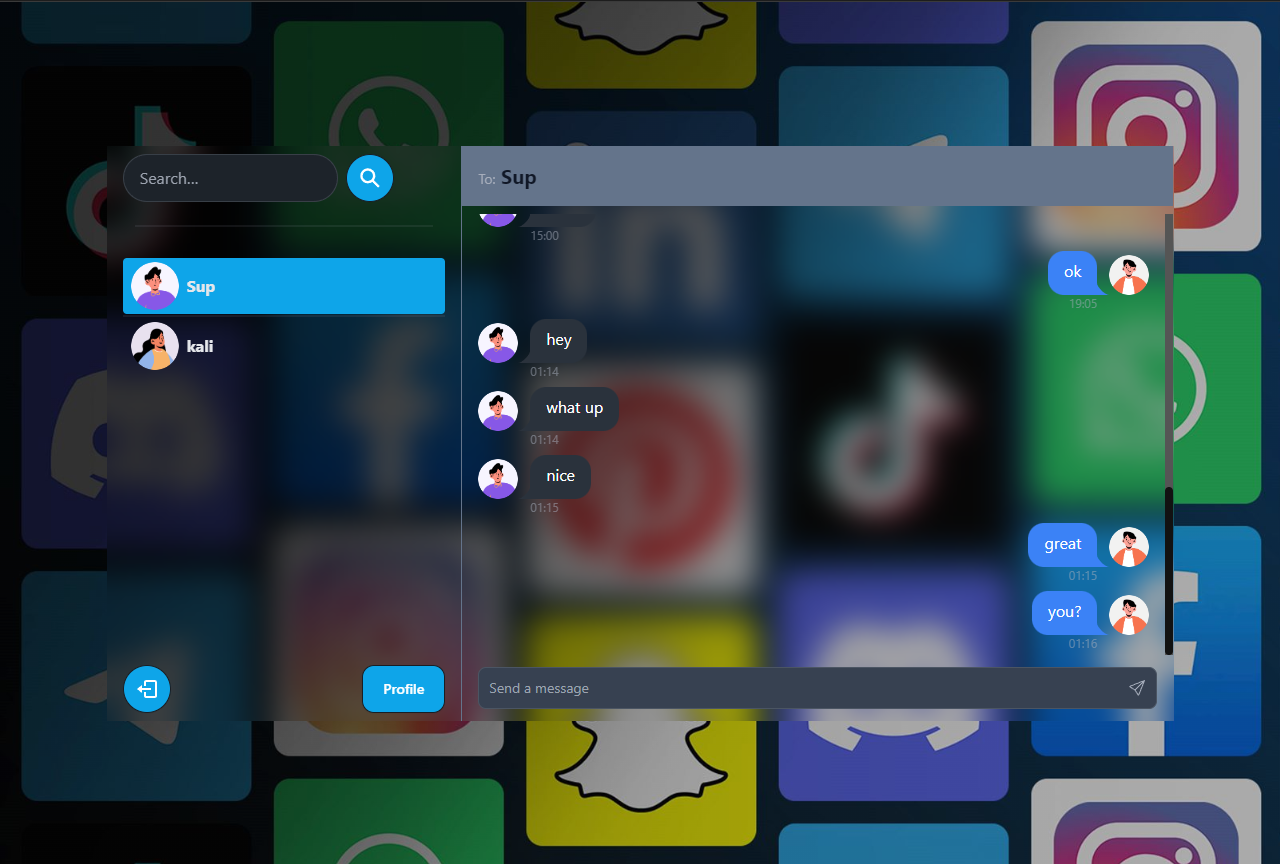 Search...
Sup
kali
Profile
To: Sup
15:00
ok
19:05
hey
01:14
what up
01:14
nice
01:15
great
01:15
you?
01:16
Send a message